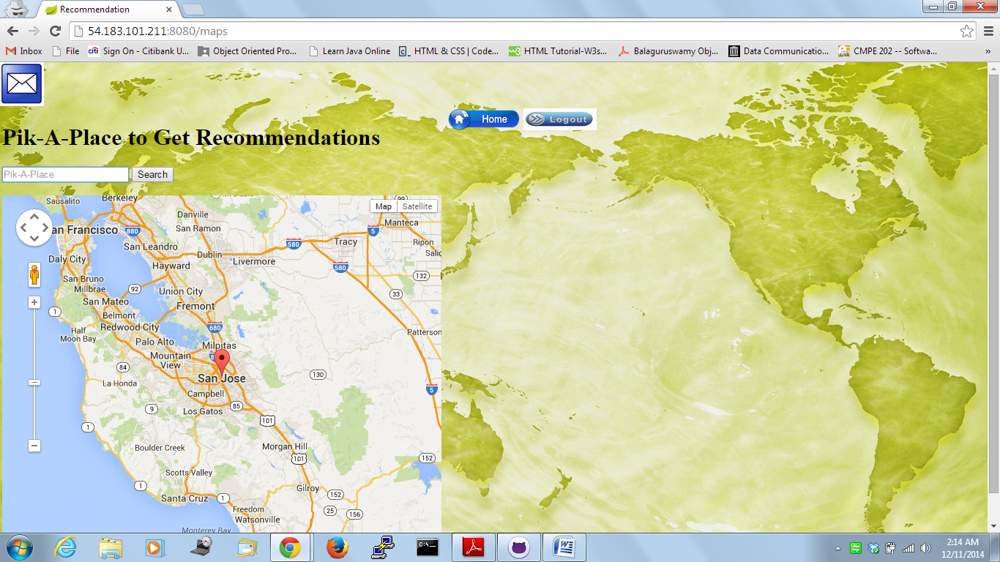 Recommendation
54.183.101.211:8080/maps
Inbox File Sign On - Citibank U... Object Oriented Pro... Learn Java Online HTML & CSS | Code... HTML Tutorial-W3s... Balaguruswamy Obj... Data Communicatio... CMPE 202 -- Softwa... »
Home Logout
Pik-A-Place to Get Recommendations
Pik-A-Place Search
Map Satellite
Sausalito
Berkeley
99
Danville
Manteca
San Ramon
an Francisco
880
5
San Leandro
580
Tracy
Ripon
Dublin
Salid
Daly City
Hayward
Livermore
580
San Bruno
132
Millbrae
92
Union City
33
San Mateo
Fremont
1
Belmont
Redwood City
680
Half
Moon Bay
Palo Alto
Milpitas
Patterson
Mountain
View
84
130
La Honda
San Jose
5
Campbell
9
Los Gatos
85
101
1
Boulder Creek
Morgan Hill
101
152
Scotts Valley
1
Gilroy
152
Santa Cruz
1
Freedom
25
156
Watsonville
Monterey Bay
C:\_
2:14 AM
12/11/2014